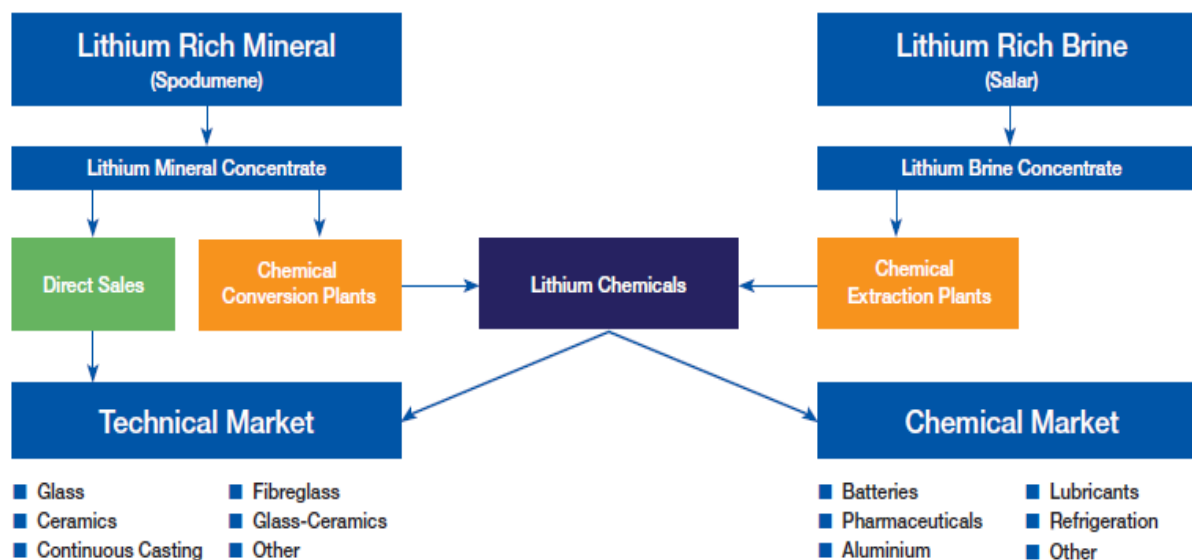 Lithium Rich Mineral
(Spodumene)
Lithium Rich Brine
(Salar)
Lithium Mineral Concentrate
Lithium Brine Concentrate
Direct Sales
Chemical
Conversion Plants
Lithium Chemicals
Chemical
Extraction Plants
Technical Market
Chemical Market
Glass
Ceramics
Continuous Casting
Fibreglass
Glass-Ceramics
Other
Batteries
Pharmaceuticals
Aluminium
Lubricants
Refrigeration
Other